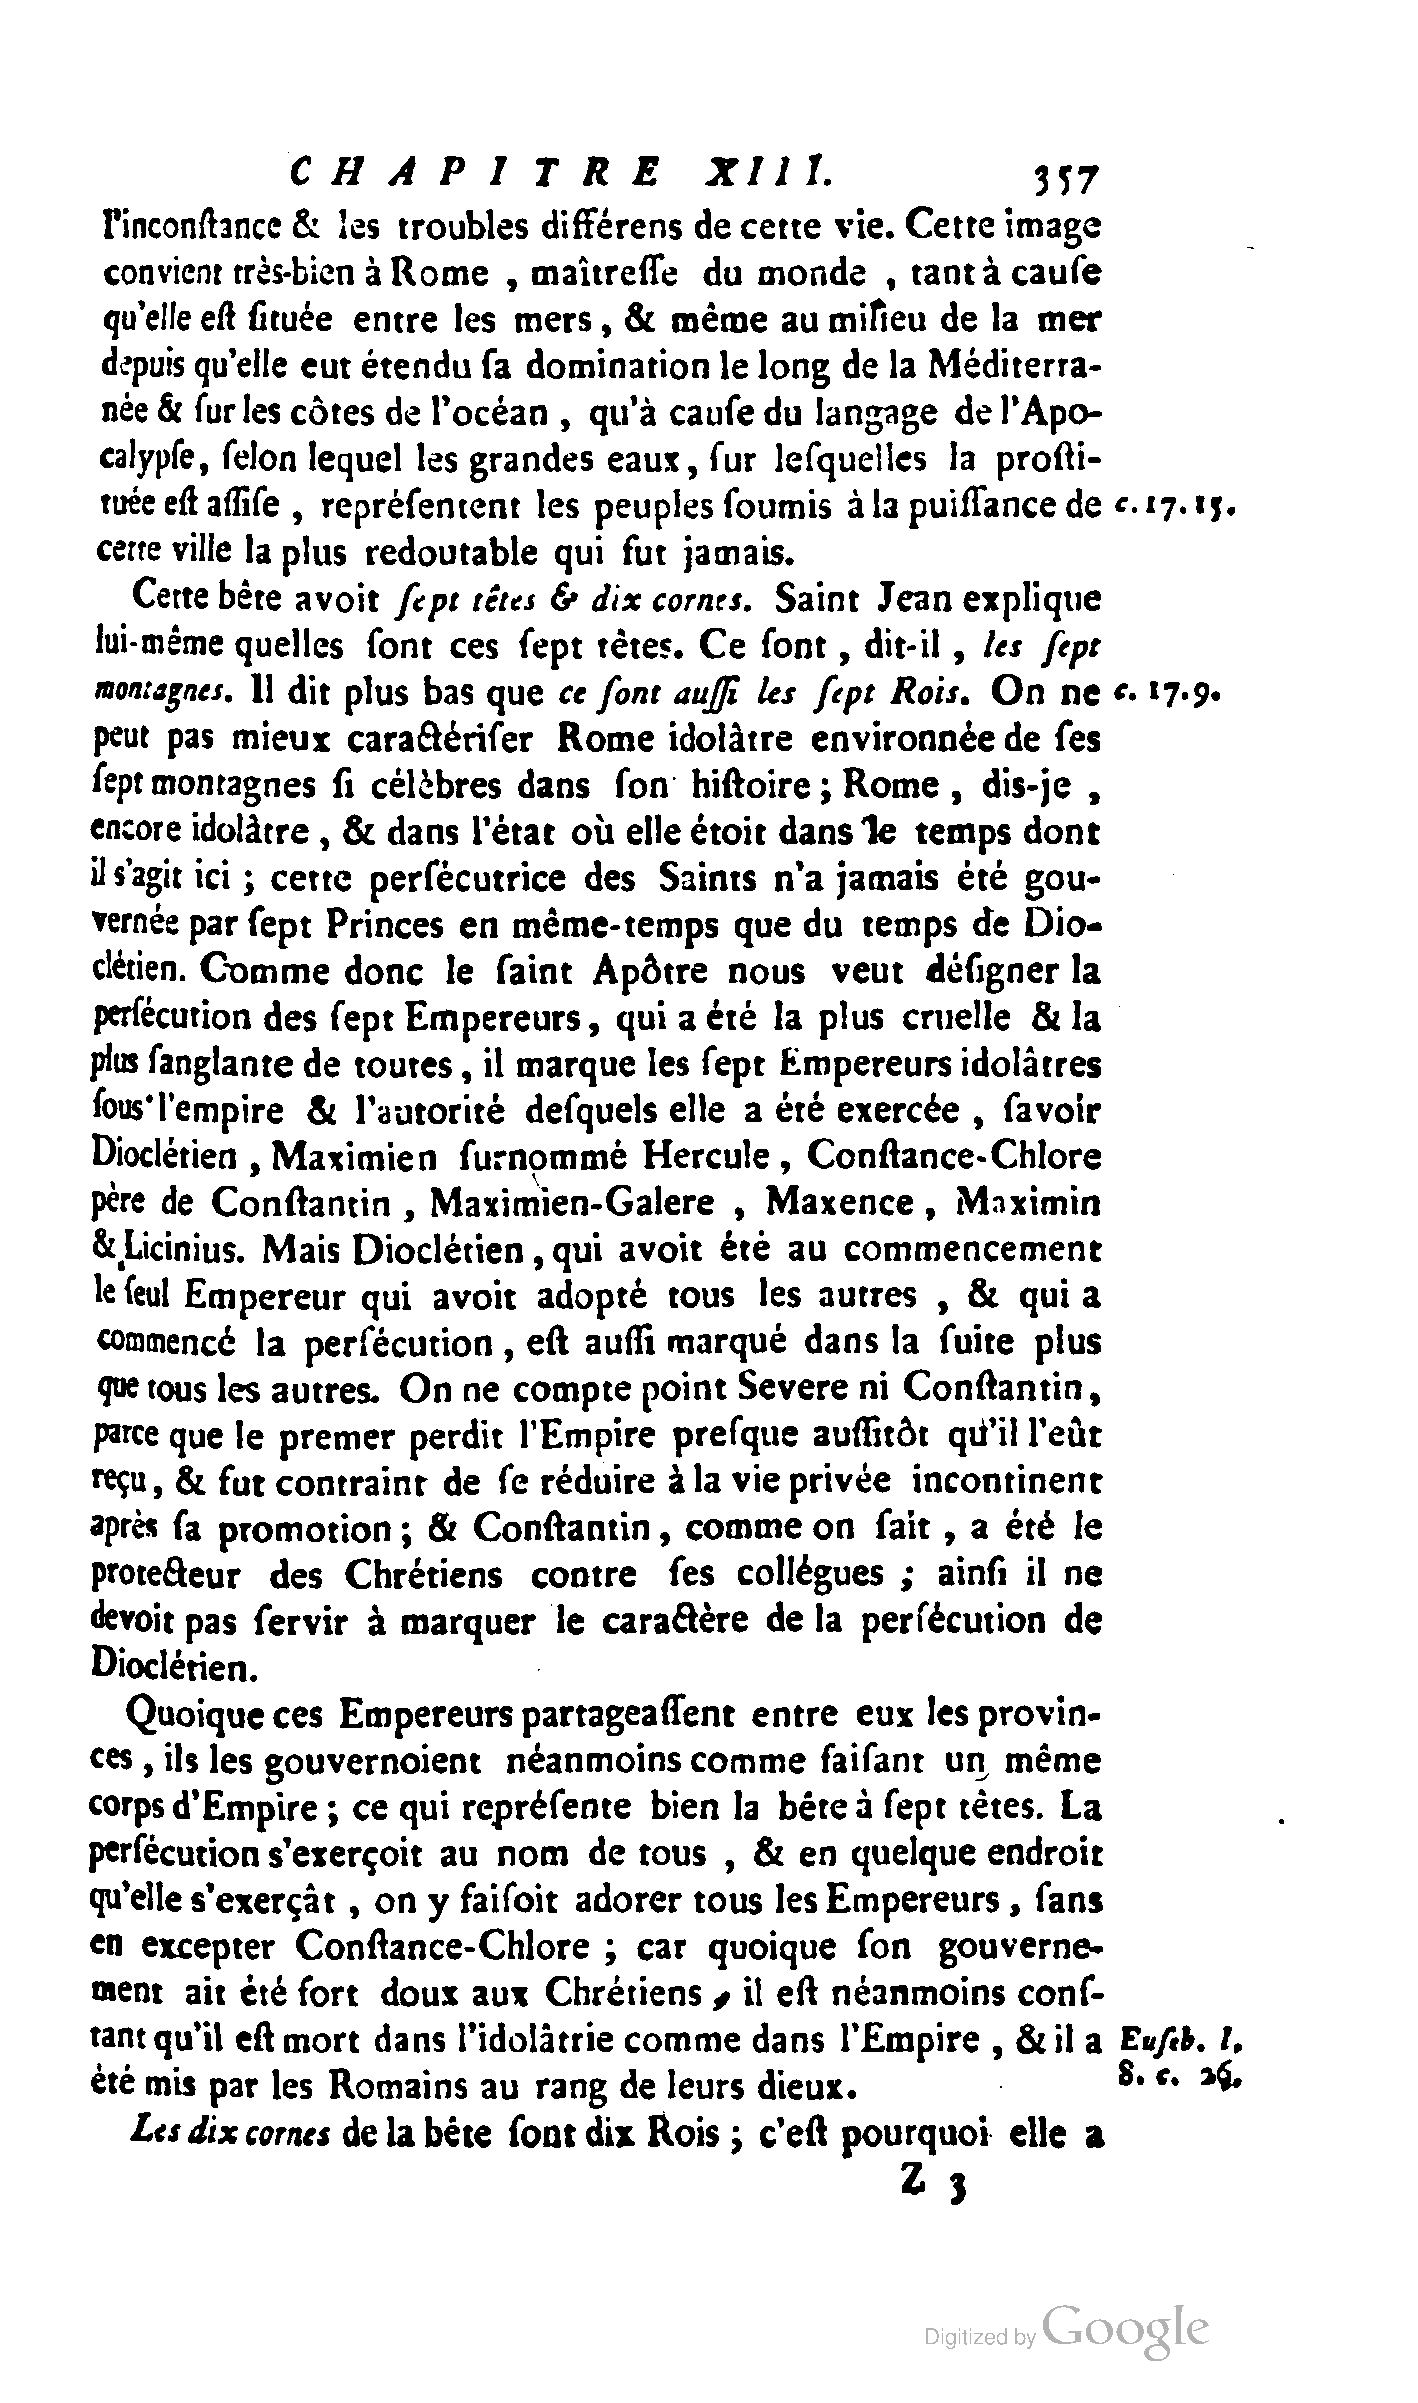 CHAPITRE XIII. 357
l'inconſtance & les troubles différens de cette vie. Cette image
convient très-bien à Rome , maîtreſſe du monde , tant à cauſe
qu'elle eſt ſituée entre les mers, & même au milieu de la mer
depuis qu'elle eut étendu ſa domination le long de la Méditerra-
née & ſur les côtes de l'océan , qu'à cauſe du langage de l'Apo-
calypſe, ſelon lequel les grandes eaux, ſur leſquelles la proſti-
tuée eſt aſſiſe , repréſentent les peuples ſoumis à la puiſſance de c. 17. 15.
cette ville la plus redoutable qui fut jamais.
Cette bête avoit ſept têtes & dix cornes. Saint Jean explique
lui-même quelles ſont ces ſept têtes. Ce ſont , dit-il , les ſept
montagnes. Il dit plus bas que ce ſont auſſi les ſept Rois. On ne c. 17.9.
peut pas mieux caractériſer Rome idolâtre environnée de ſes
ſept montagnes ſi célèbres dans ſon hiſtoire ; Rome , dis-je ,
encore idolâtre , & dans l'état où elle étoit dans le temps dont
il s'agit ici ; cette perſécutrice des Saints n'a jamais été gou-
vernée par ſept Princes en même-temps que du temps de Dio-
clétien. Comme donc le ſaint Apôtre nous veut déſigner la
perſécution des ſept Empereurs, qui a été la plus cruelle & la
plus ſanglante de toutes, il marque les ſept Empereurs idolâtres
ſous l'empire & l'autorité deſquels elle a été exercée , ſavoir
Dioclétien , Maximien ſurnommé Hercule , Conſtance-Chlore
père de Conſtantin , Maximien-Galere , Maxence , Maximin
& Licinius. Mais Dioclétien , qui avoit été au commencement
le ſeul Empereur qui avoit adopté tous les autres , & qui a
commencé la perſécution , eſt auſſi marqué dans la ſuite plus
que tous les autres. On ne compte point Severe ni Conſtantin,
parce que le premer perdit l'Empire preſque auſſitôt qu'il l'eût
reçu, & fut contraint de ſe réduire à la vie privée incontinent
après ſa promotion ; & Conſtantin , comme on ſait , a été le
protecteur des Chrétiens contre ſes collégues ; ainſi il ne
devoit pas ſervir à marquer le caractère de la perſécution de
Dioclétien.
Quoique ces Empereurs partageaſſent entre eux les provin-
ces , ils les gouvernoient néanmoins comme faiſant un même
corps d'Empire ; ce qui repréſente bien la bête à ſept têtes. La
perſécution s'exerçoit au nom de tous , & en quelque endroit
qu'elle s'exerçât , on y faiſoit adorer tous les Empereurs , ſans
en excepter Conſtance-Chlore ; car quoique ſon gouverne-
ment ait été fort doux aux Chrétiens , il eſt néanmoins conſ-
tant qu'il eſt mort dans l'idolâtrie comme dans l'Empire , & il a Euſeb. l.
été mis par les Romains au rang de leurs dieux. 8. c. 26.
Les dix cornes de la bête ſont dix Rois ; c'eſt pourquoi elle a
Z 3
Digitized by Google